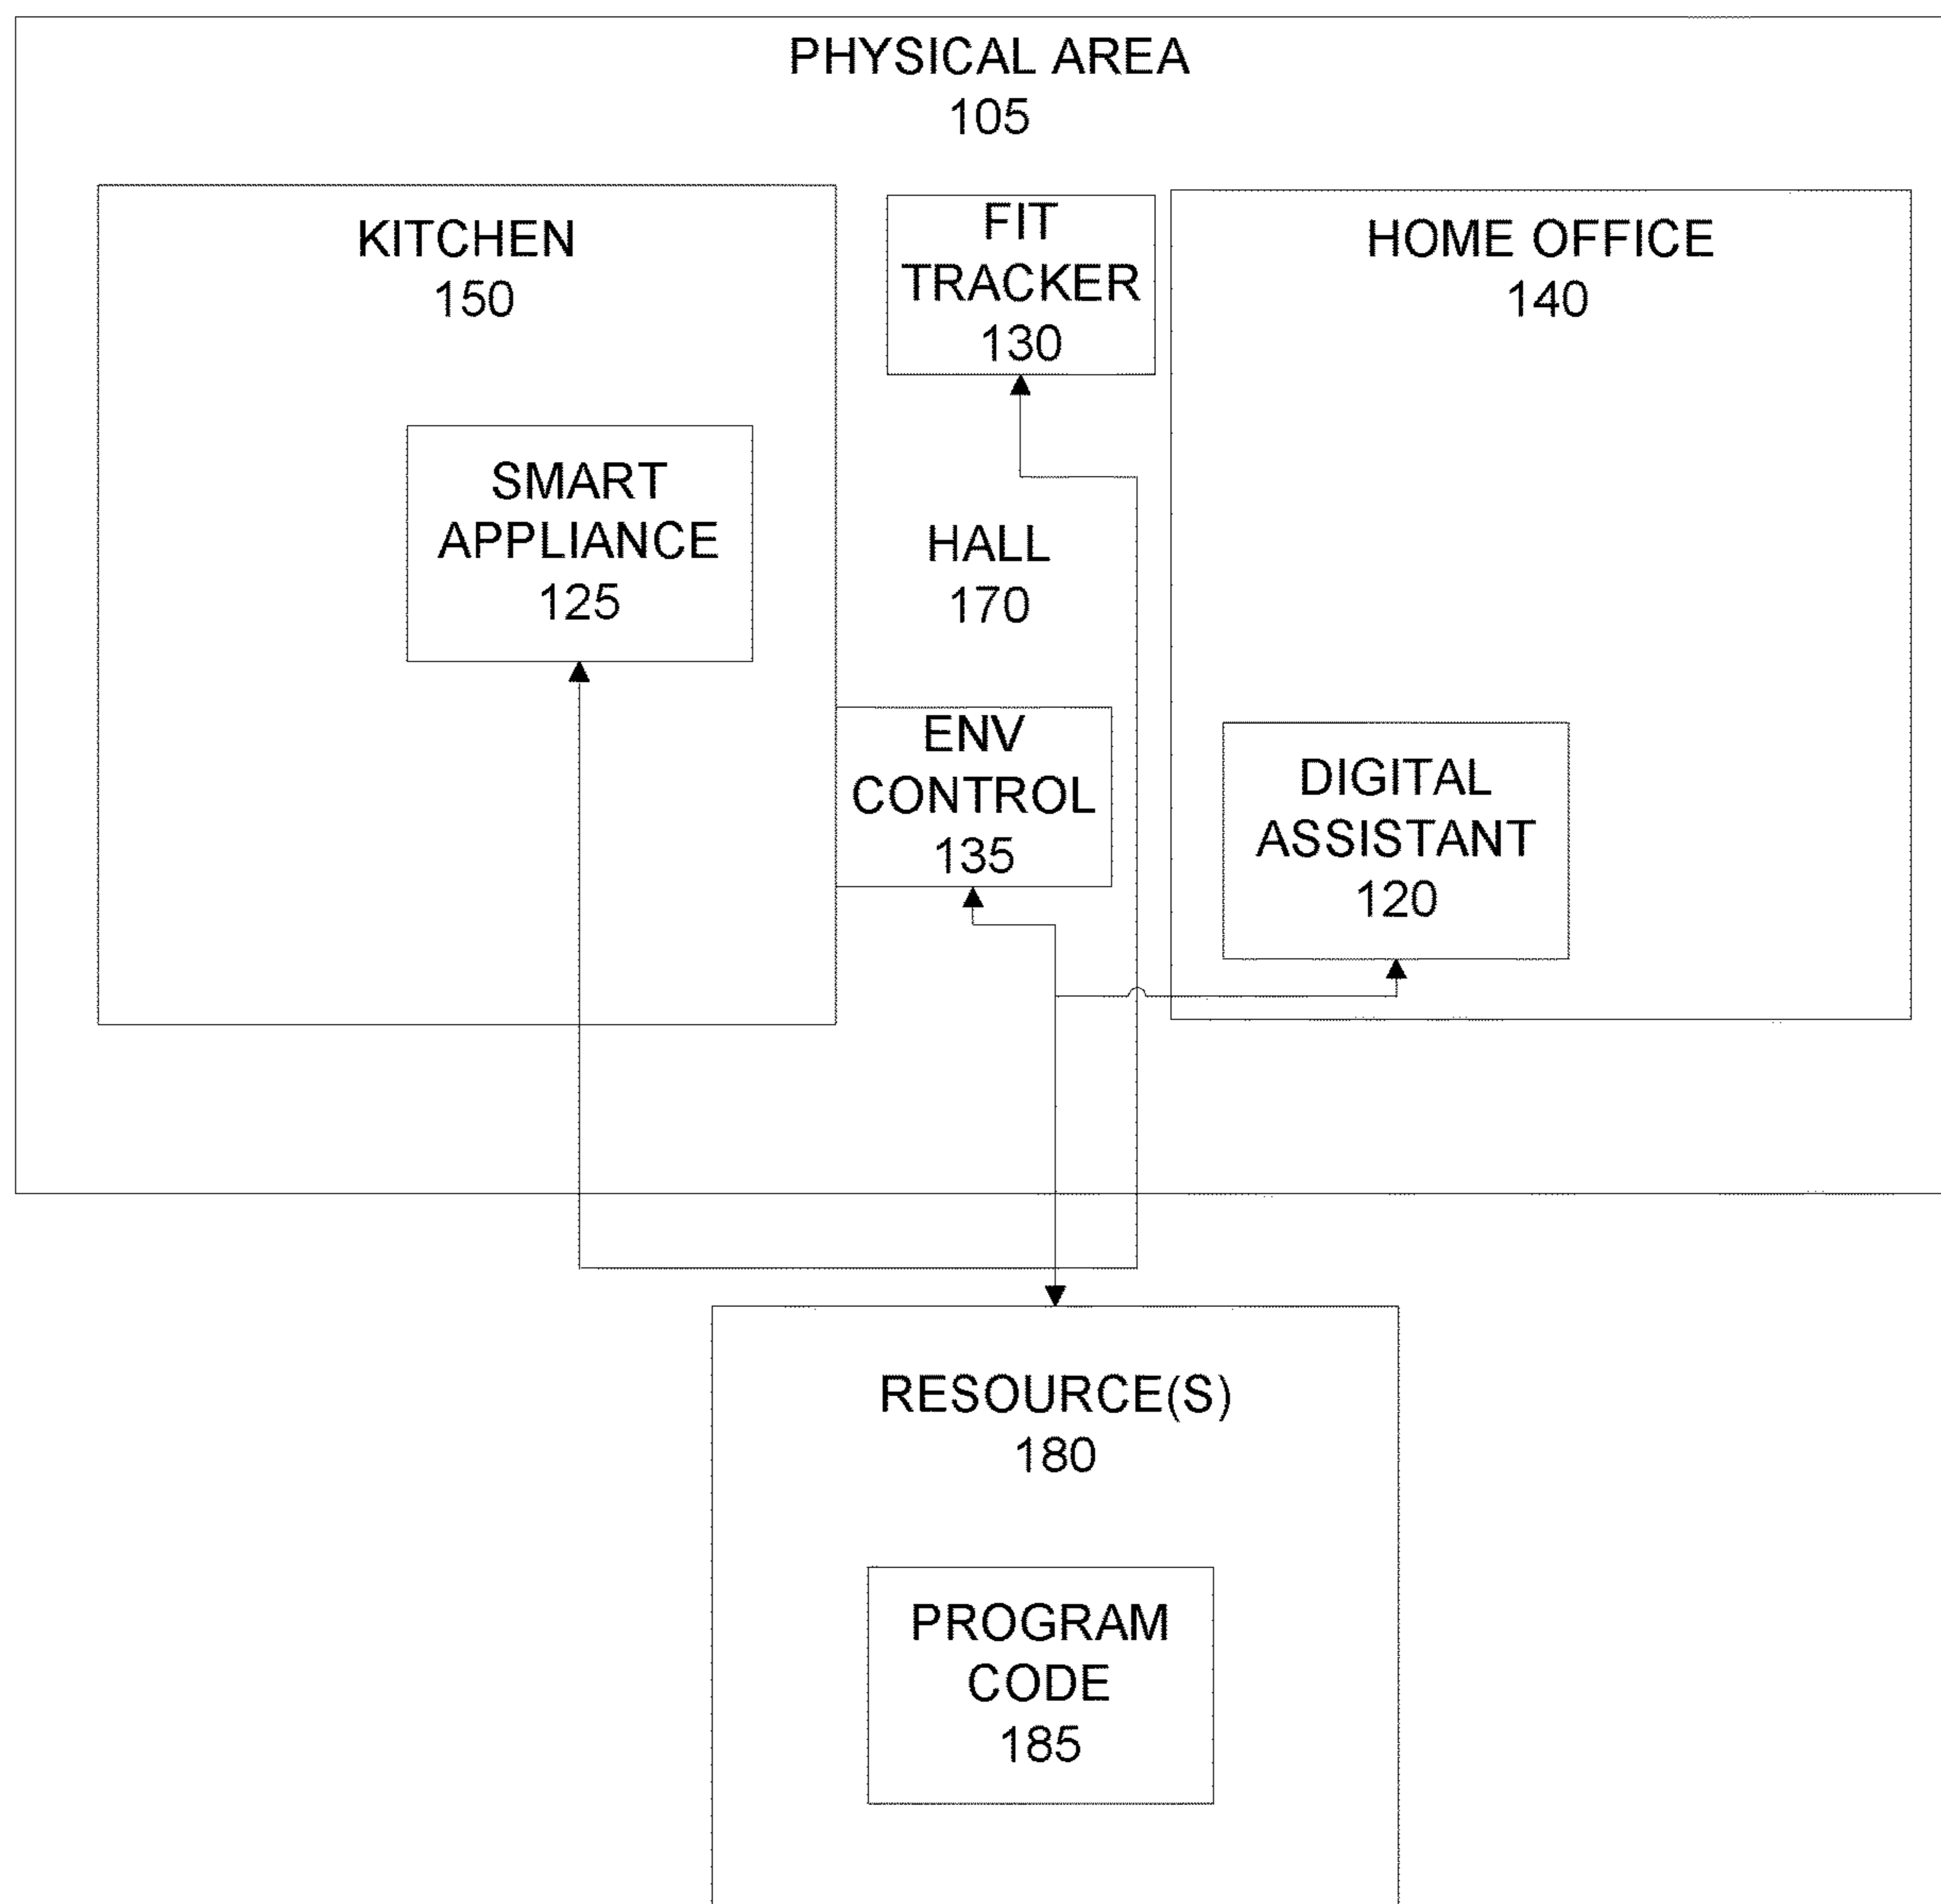 PHYSICAL AREA
105
KITCHEN
150
FIT
TRACKER
130
HOME OFFICE
140
SMART
APPLIANCE
125
HALL
170
ENV
CONTROL
135
DIGITAL
ASSISTANT
120
RESOURCE(S)
180
PROGRAM
CODE
185